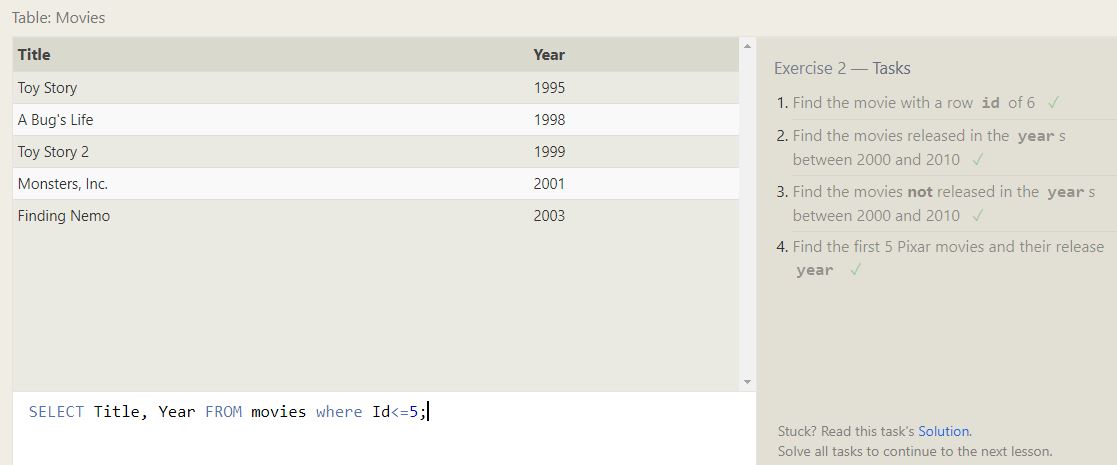 Table: Movies
Title Year
Toy Story 1995
A Bug's Life 1998
Toy Story 2 1999
Monsters, Inc. 2001
Finding Nemo 2003
SELECT Title, Year FROM movies where Id<=5;
Exercise 2 — Tasks
1. Find the movie with a row id of 6 ✓
2. Find the movies released in the year s
between 2000 and 2010 ✓
3. Find the movies not released in the year s
between 2000 and 2010 ✓
4. Find the first 5 Pixar movies and their release
year ✓
Stuck? Read this task's Solution.
Solve all tasks to continue to the next lesson.